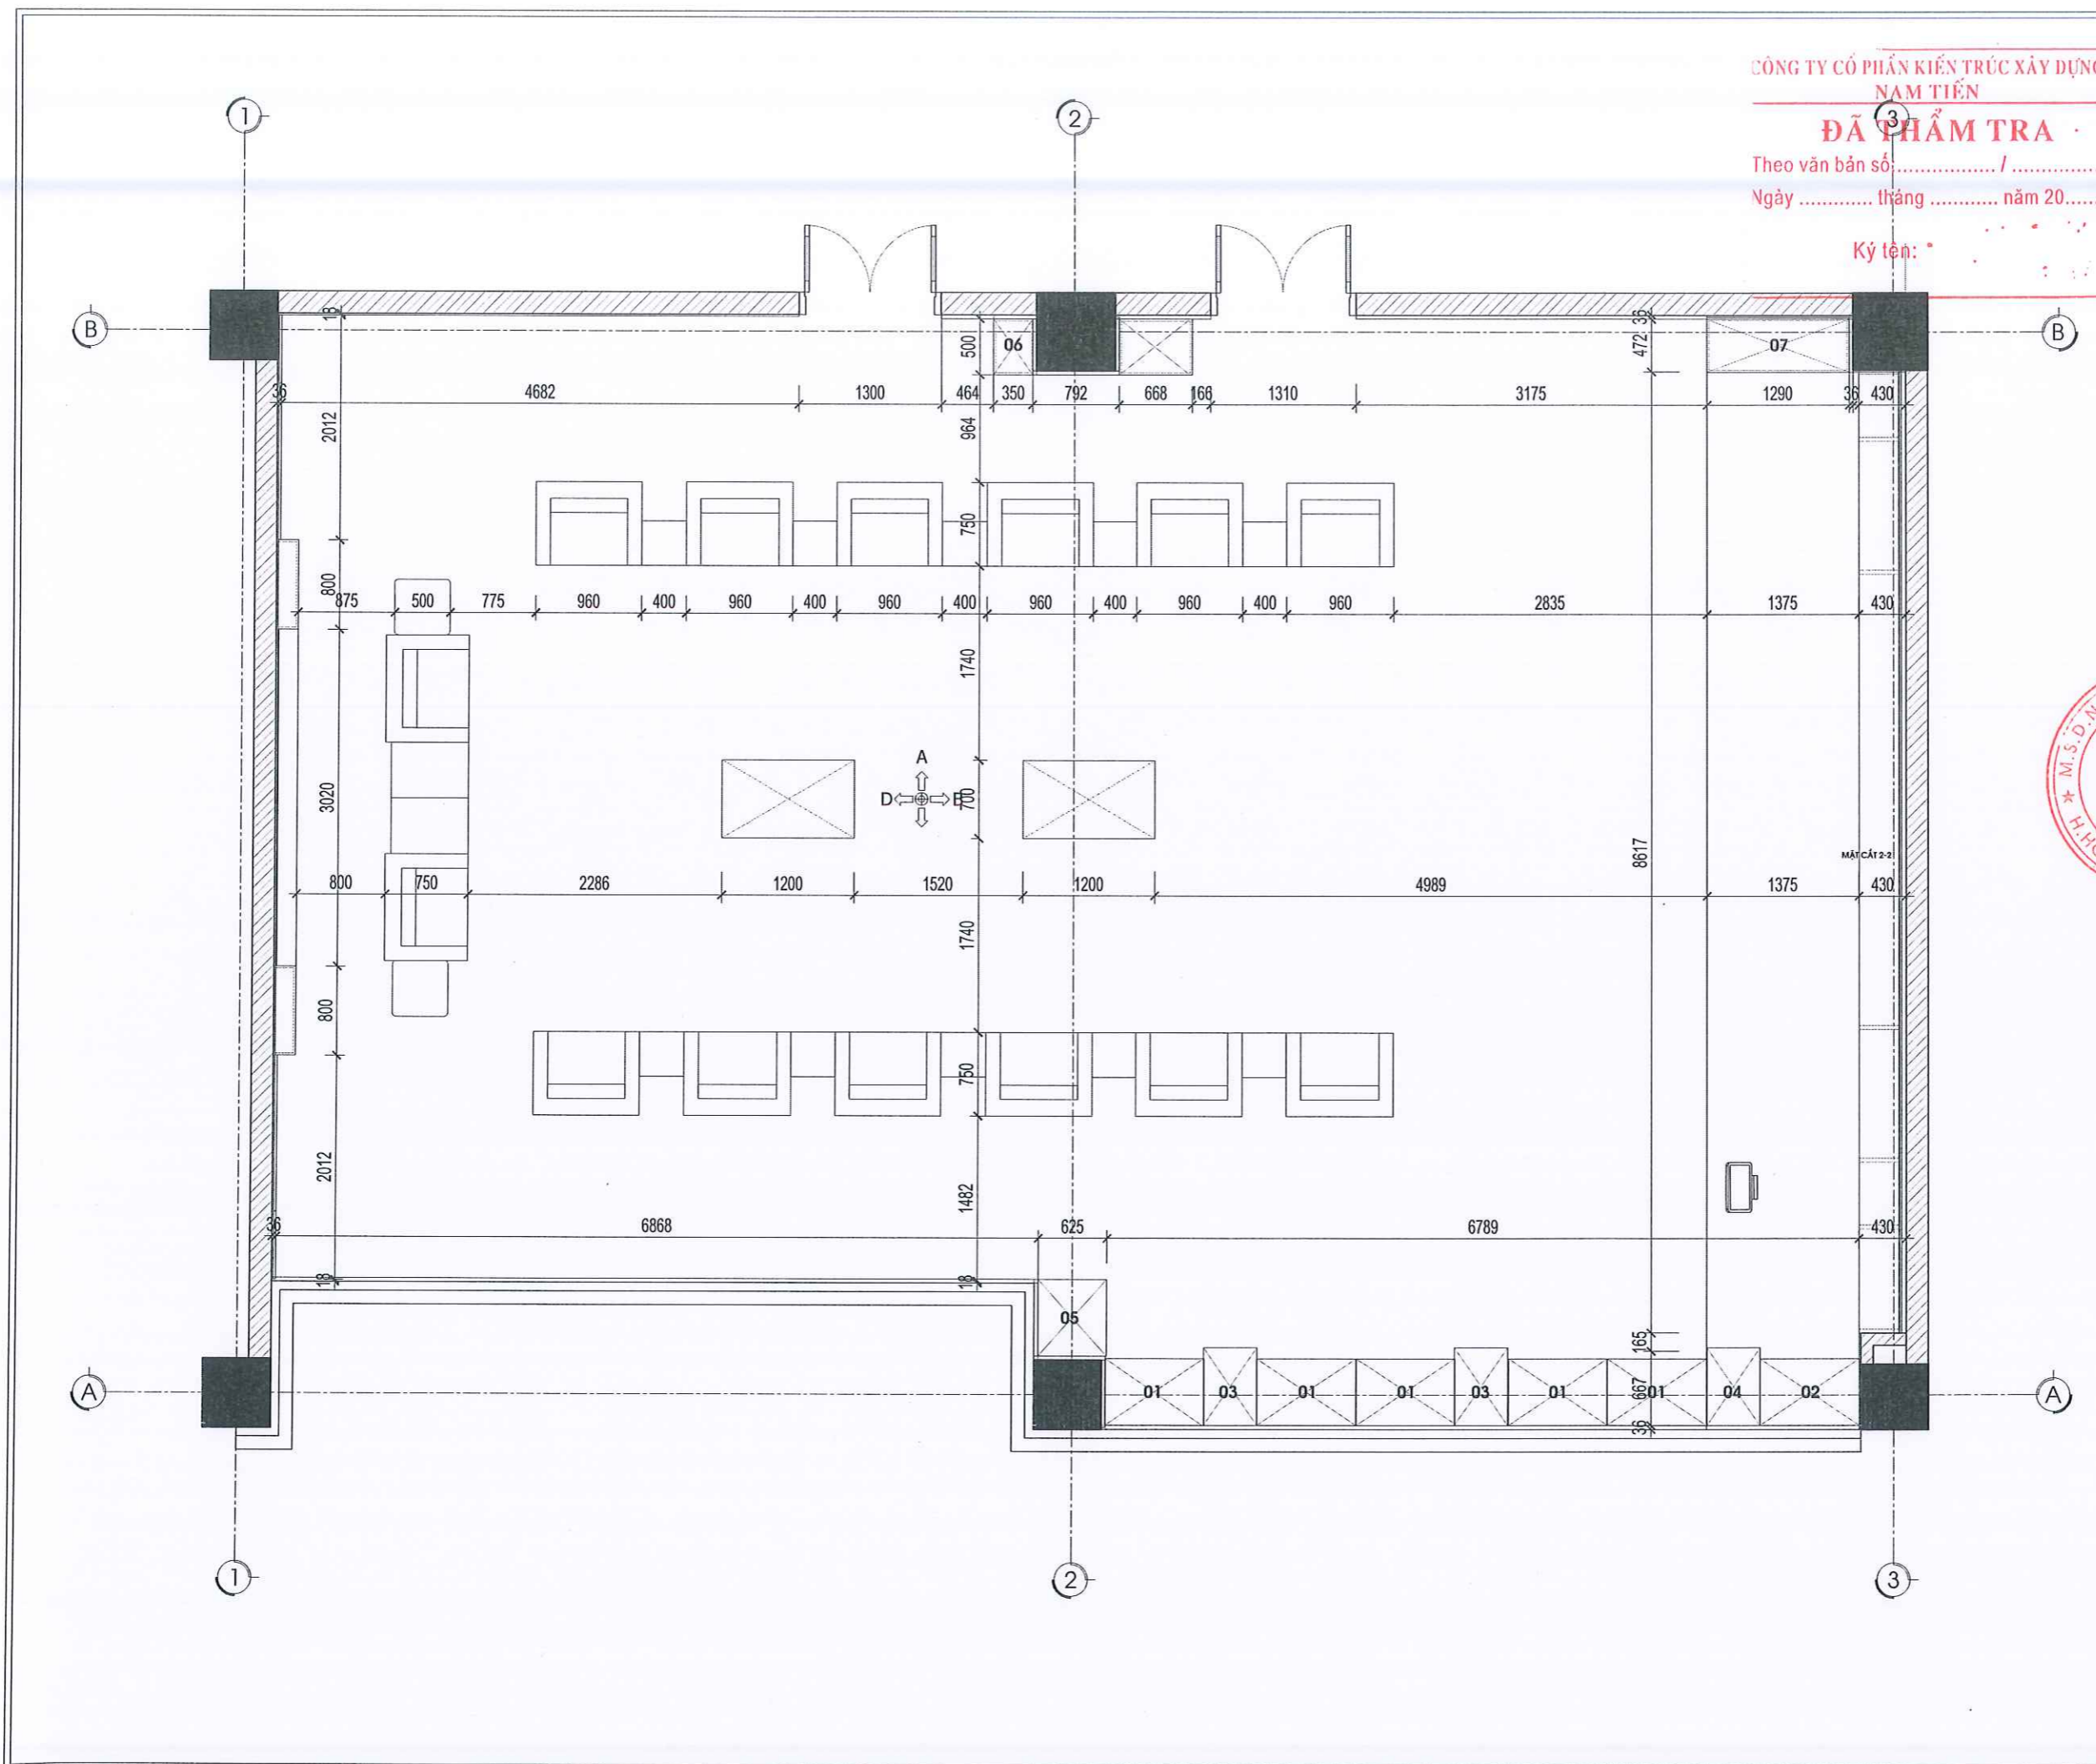 CÔNG TY CỔ PHẦN KIẾN TRÚC XÂY DỰNG
NAM TIẾN
ĐÃ THẨM TRA
Theo văn bản số ................. / ..............
Ngày ............. tháng ............ năm 20......
Ký tên:
1 2 3
B B
18 36
500 06 472 07
36 4682 1300 464 350 792 668 166 1310 3175 1290 36 430
2012 964
750
800
875 500 775 960 400 960 400 960 400 960 400 960 400 960 2835 1375 430
1740
A
3020 D 700
8617 MẶT CẮT 2-2
800 750 2286 1200 1520 1200 4989 1375 430
1740
800
750
2012 1482
36 6868 625 6789 430
18 18
05 165
A 01 03 01 01 03 01 667 01 04 02 A
36
1 2 3
M.S.D.N